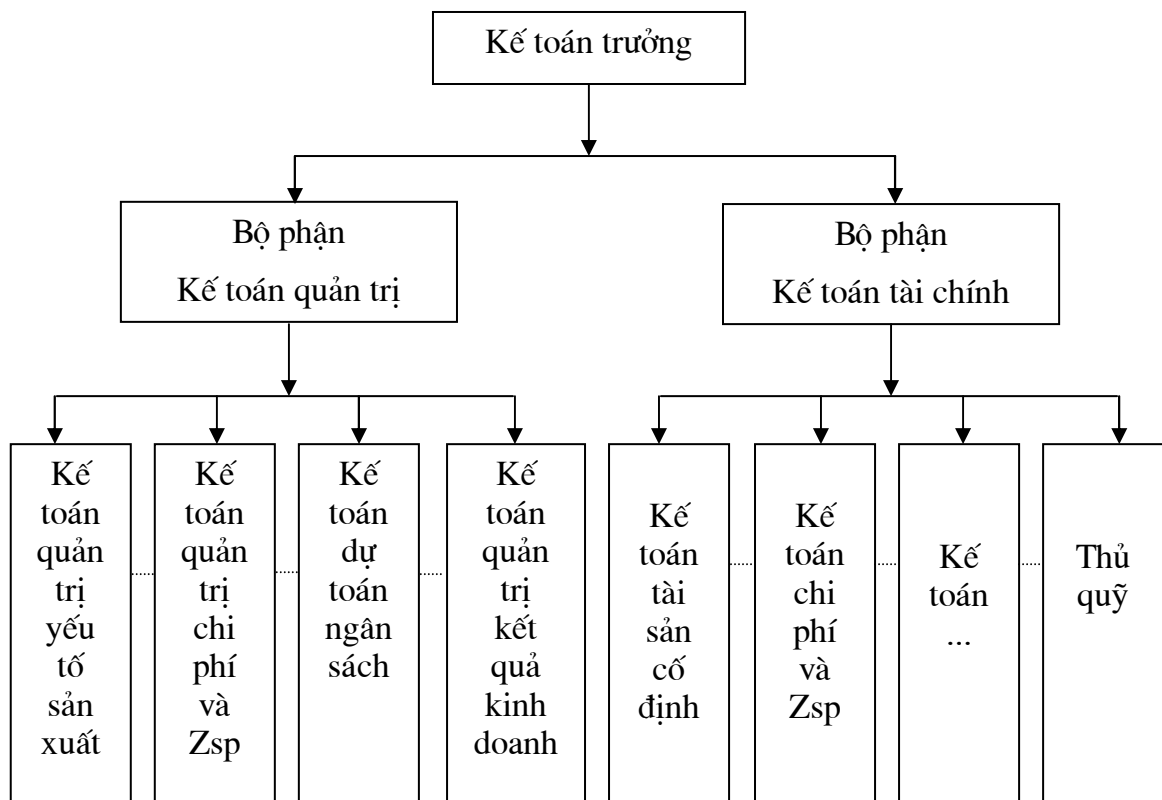 Kế toán trưởng
Bộ phận
Kế toán quản trị
Bộ phận
Kế toán tài chính
Kế
toán
quản
trị
yếu
tố
sản
xuất
Kế
toán
quản
trị
chi
phí
và
Zsp
Kế
toán
dự
toán
ngân
sách
Kế
toán
quản
trị
kết
quả
kinh
doanh
Kế
toán
tài
sản
cố
định
Kế
toán
chi
phí
và
Zsp
Kế
toán
...
Thủ
quỹ